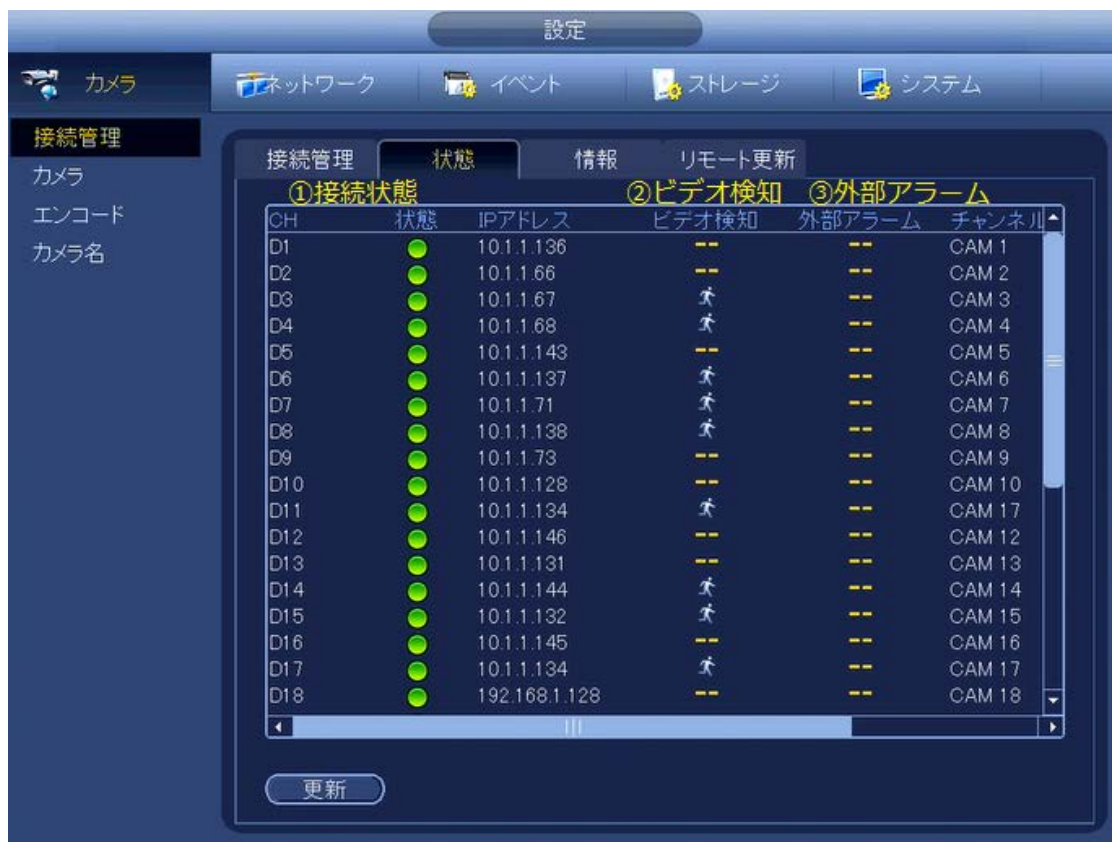 設定
カメラ ネットワーク イベント ストレージ システム
接続管理
カメラ
エンコード
カメラ名
接続管理 状態 情報 リモート更新
①接続状態 ②ビデオ検知 ③外部アラーム
CH 状態 IPアドレス ビデオ検知 外部アラーム チャンネル
D1 10.1.1.136 -- -- CAM 1
D2 10.1.1.66 -- -- CAM 2
D3 10.1.1.67 -- CAM 3
D4 10.1.1.68 -- CAM 4
D5 10.1.1.143 -- -- CAM 5
D6 10.1.1.137 -- CAM 6
D7 10.1.1.71 -- CAM 7
D8 10.1.1.138 -- CAM 8
D9 10.1.1.73 -- -- CAM 9
D10 10.1.1.128 -- -- CAM 10
D11 10.1.1.134 -- CAM 17
D12 10.1.1.146 -- -- CAM 12
D13 10.1.1.131 -- -- CAM 13
D14 10.1.1.144 -- CAM 14
D15 10.1.1.132 -- CAM 15
D16 10.1.1.145 -- -- CAM 16
D17 10.1.1.134 -- CAM 17
D18 192.168.1.128 -- -- CAM 18
更新